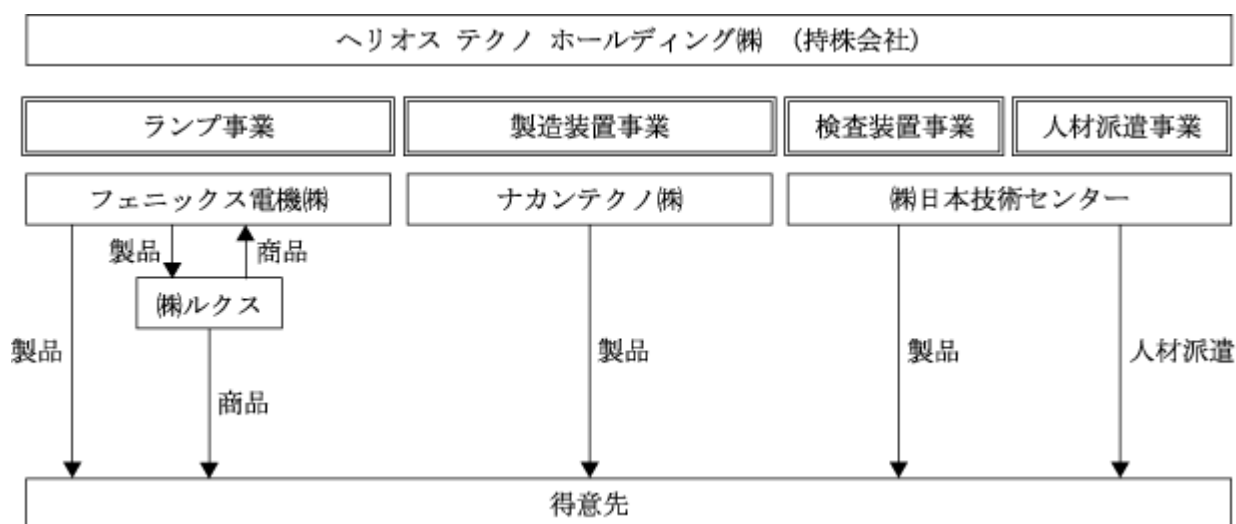 ヘリオス テクノ ホールディング㈱ (持株会社)
ランプ事業
製造装置事業
検査装置事業
人材派遣事業
フェニックス電機㈱
ナカンテクノ㈱
㈱日本技術センター
製品
商品
㈱ルクス
製品
製品
製品
人材派遣
商品
得意先